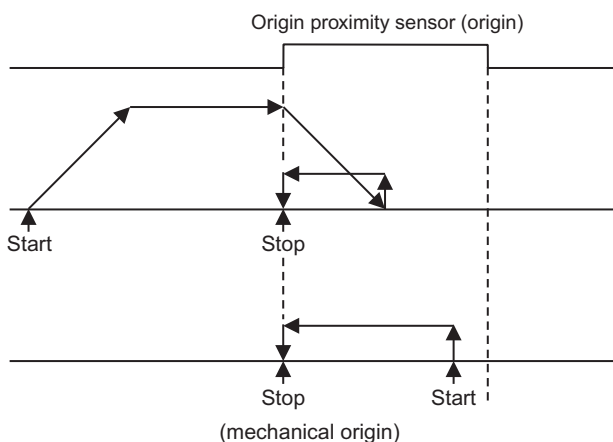 Origin proximity sensor (origin)
Start
Stop
Stop
Start
(mechanical origin)